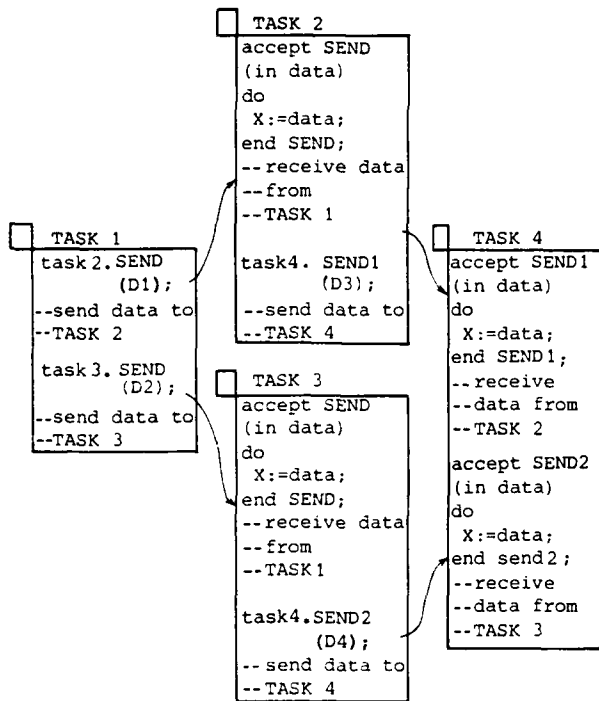 TASK 1
task2.SEND
(D1);
--send data to
--TASK 2
task3.SEND
(D2);
--send data to
--TASK 3
TASK 2
accept SEND
(in data)
do
X:=data;
end SEND;
--receive data
--from
--TASK 1
task4. SEND1
(D3);
--send data to
--TASK 4
TASK 3
accept SEND
(in data)
do
X:=data;
end SEND;
--receive data
--from
--TASK1
task4.SEND2
(D4);
--send data to
--TASK 4
TASK 4
accept SEND1
(in data)
do
X:=data;
end SEND1;
--receive
--data from
--TASK 2
accept SEND2
(in data)
do
X:=data;
end send2;
--receive
--data from
--TASK 3